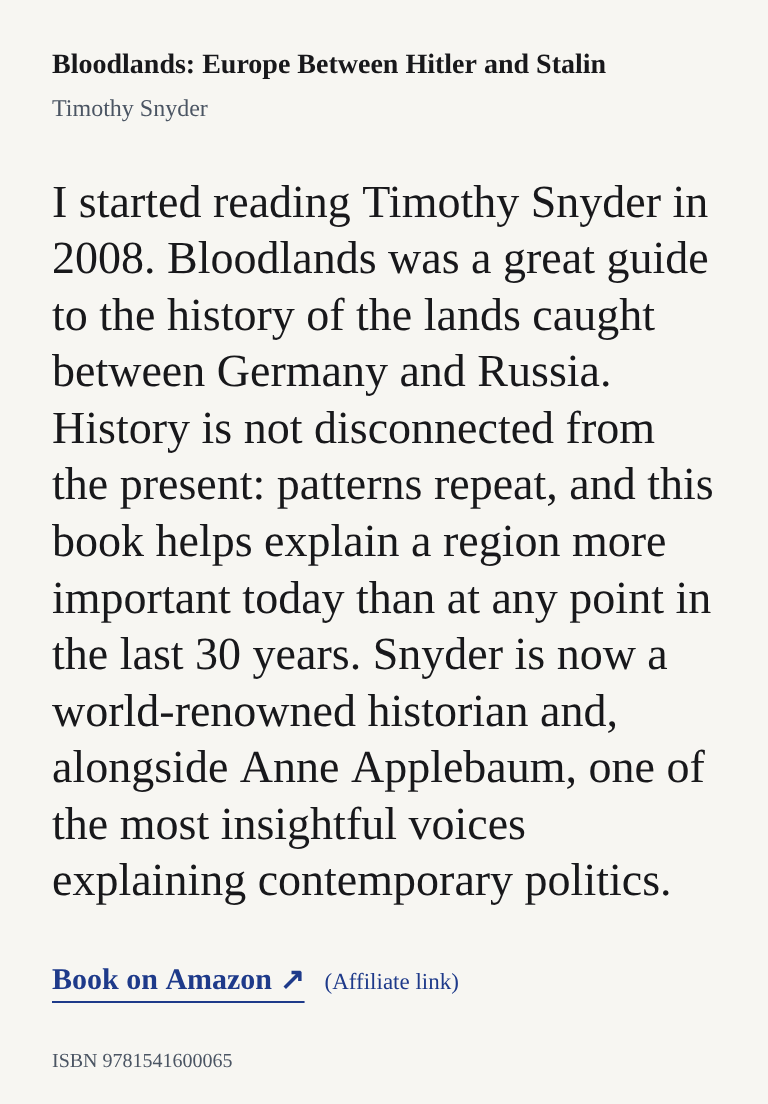 Bloodlands: Europe Between Hitler and Stalin
Timothy Snyder
I started reading Timothy Snyder in
2008. Bloodlands was a great guide
to the history of the lands caught
between Germany and Russia.
History is not disconnected from
the present: patterns repeat, and this
book helps explain a region more
important today than at any point in
the last 30 years. Snyder is now a
world-renowned historian and,
alongside Anne Applebaum, one of
the most insightful voices
explaining contemporary politics.
Book on Amazon ↗ (Affiliate link)
ISBN 9781541600065